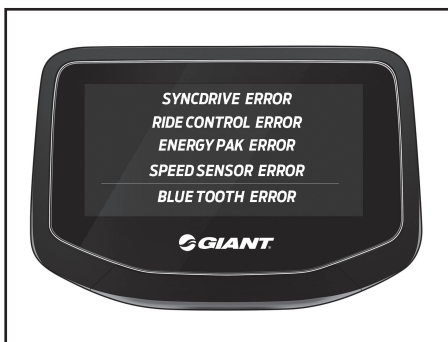 SYNCDRIVE ERROR
RIDE CONTROL ERROR
ENERGY PAK ERROR
SPEED SENSOR ERROR
BLUE TOOTH ERROR
GIANT